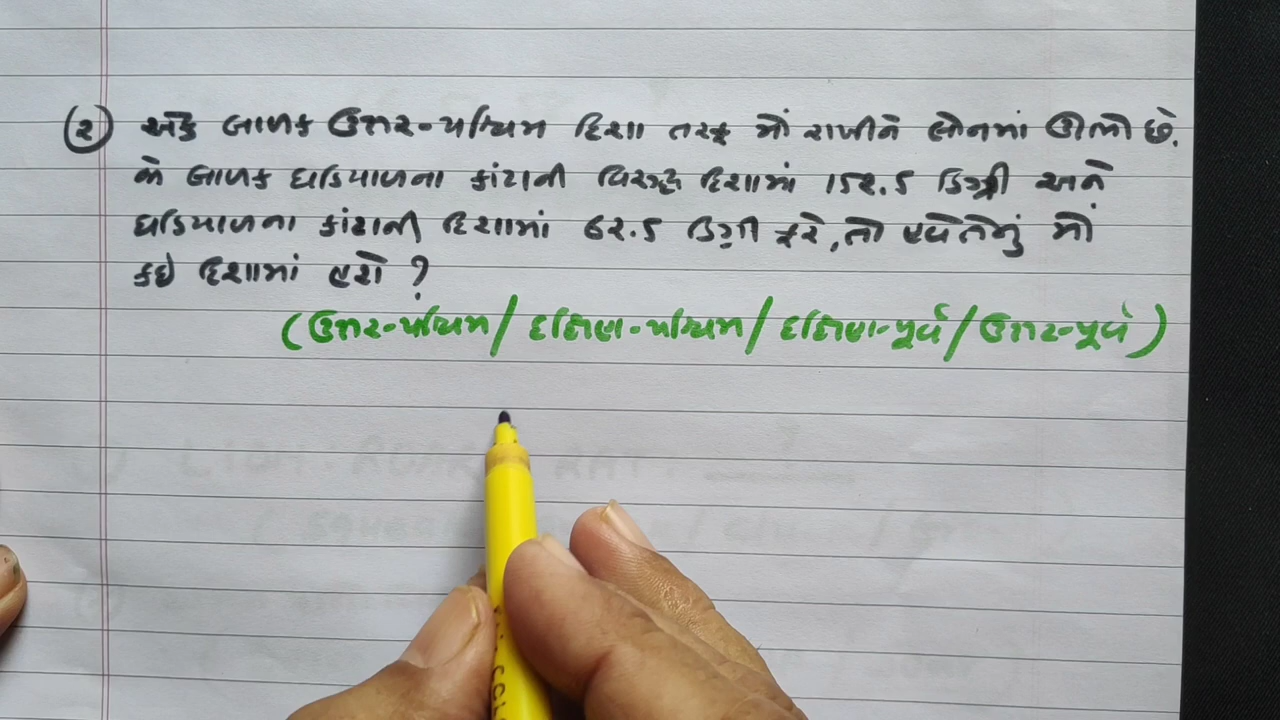 (૨) એક બાળક ઉત્તર-પશ્ચિમ દિશા તરફ મોં રાખીને લોનમાં ઊભો છે.
જો બાળક ઘડિયાળના કાંટાની વિરુદ્ધ દિશામાં ૧૫૨.૫ ડિગ્રી અને
ઘડિયાળના કાંટાની દિશામાં ૬૨.૫ ડિગ્રી ફરે, તો હવે તેનું મોં
કઇ દિશામાં હશે ?
(ઉત્તર-પશ્ચિમ / દક્ષિણ-પશ્ચિમ / દક્ષિણ-પૂર્વ / ઉત્તર-પૂર્વ)